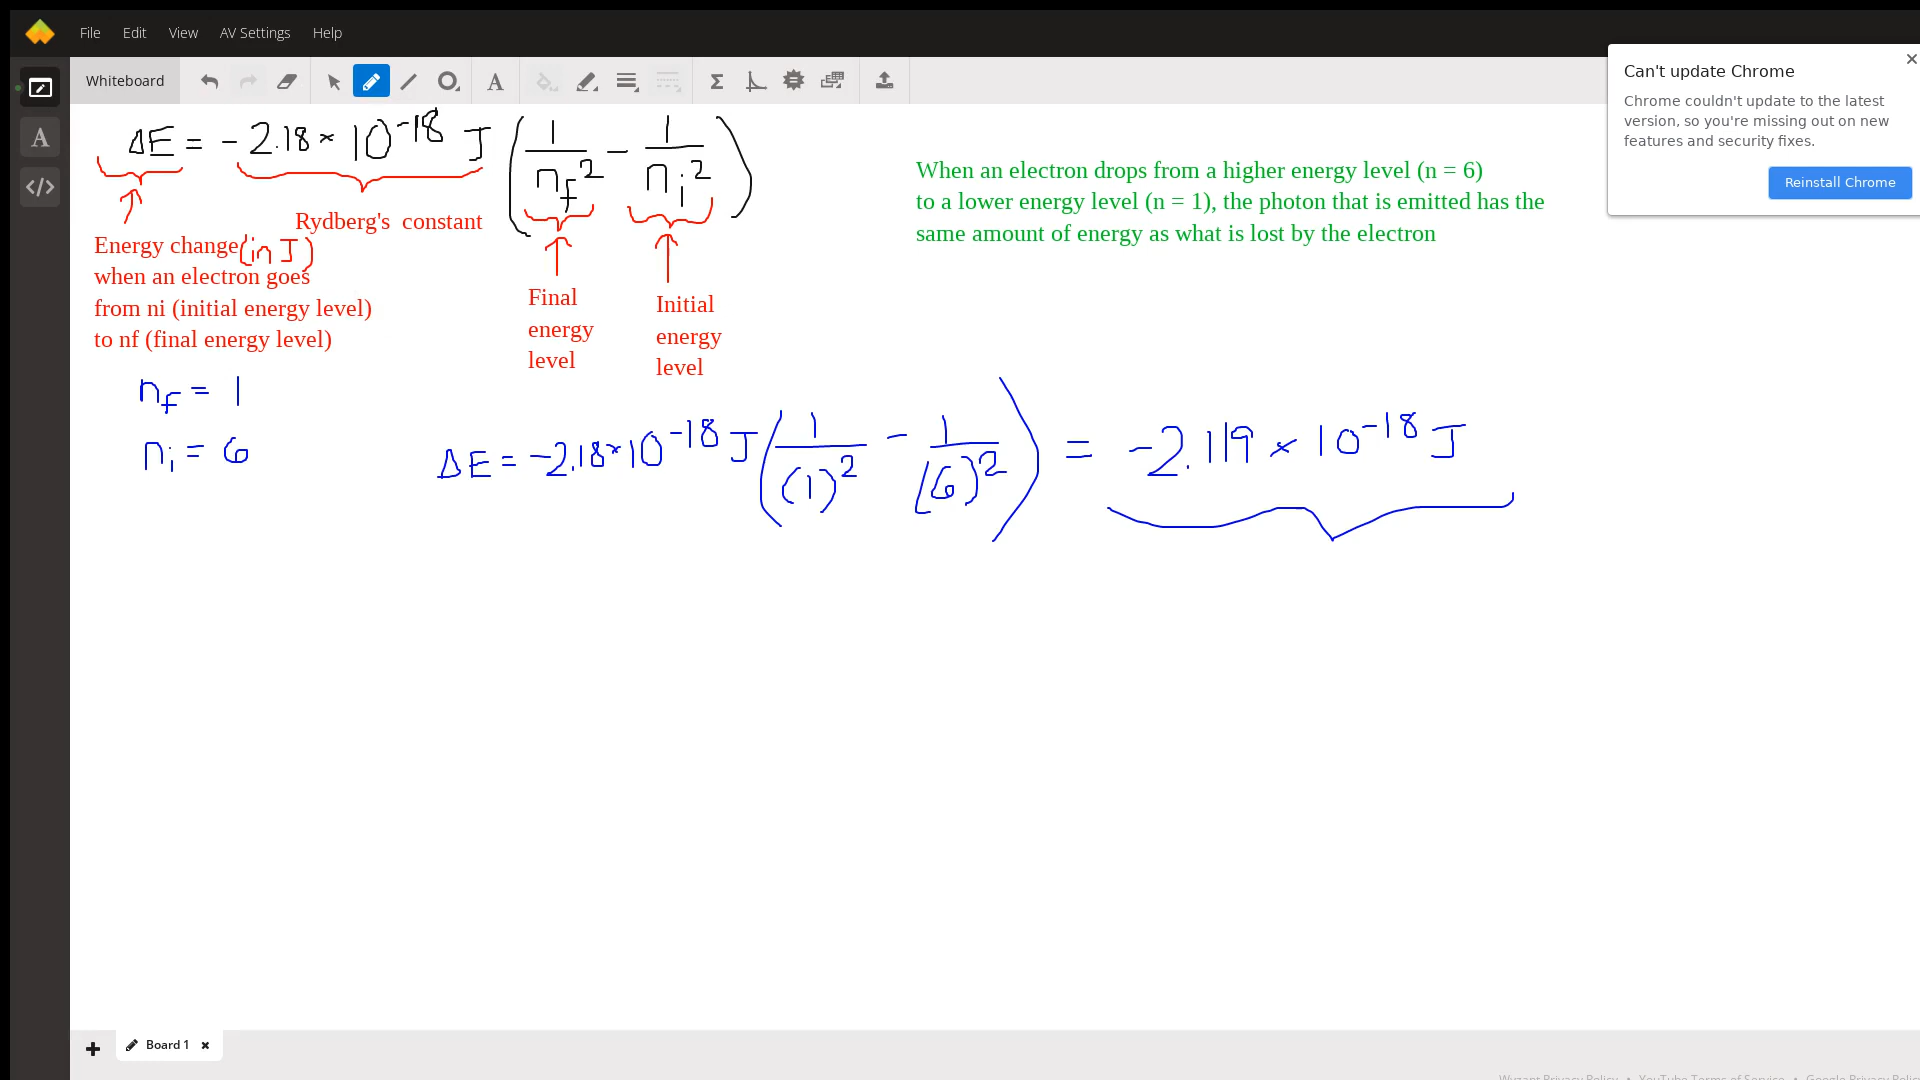 File Edit View AV Settings Help
Whiteboard
Can't update Chrome
Chrome couldn't update to the latest
version, so you're missing out on new
features and security fixes.
Reinstall Chrome
ΔE = -2.18 × 10^-18 J (1/nf^2 - 1/ni^2)
Rydberg's constant
Energy change (in J)
when an electron goes
from ni (initial energy level)
to nf (final energy level)
Final
energy
level
Initial
energy
level
When an electron drops from a higher energy level (n = 6)
to a lower energy level (n = 1), the photon that is emitted has the
same amount of energy as what is lost by the electron
nf = 1
ni = 6
ΔE = -2.18 × 10^-18 J (1/(1)^2 - 1/(6)^2) = -2.119 × 10^-18 J
Board 1